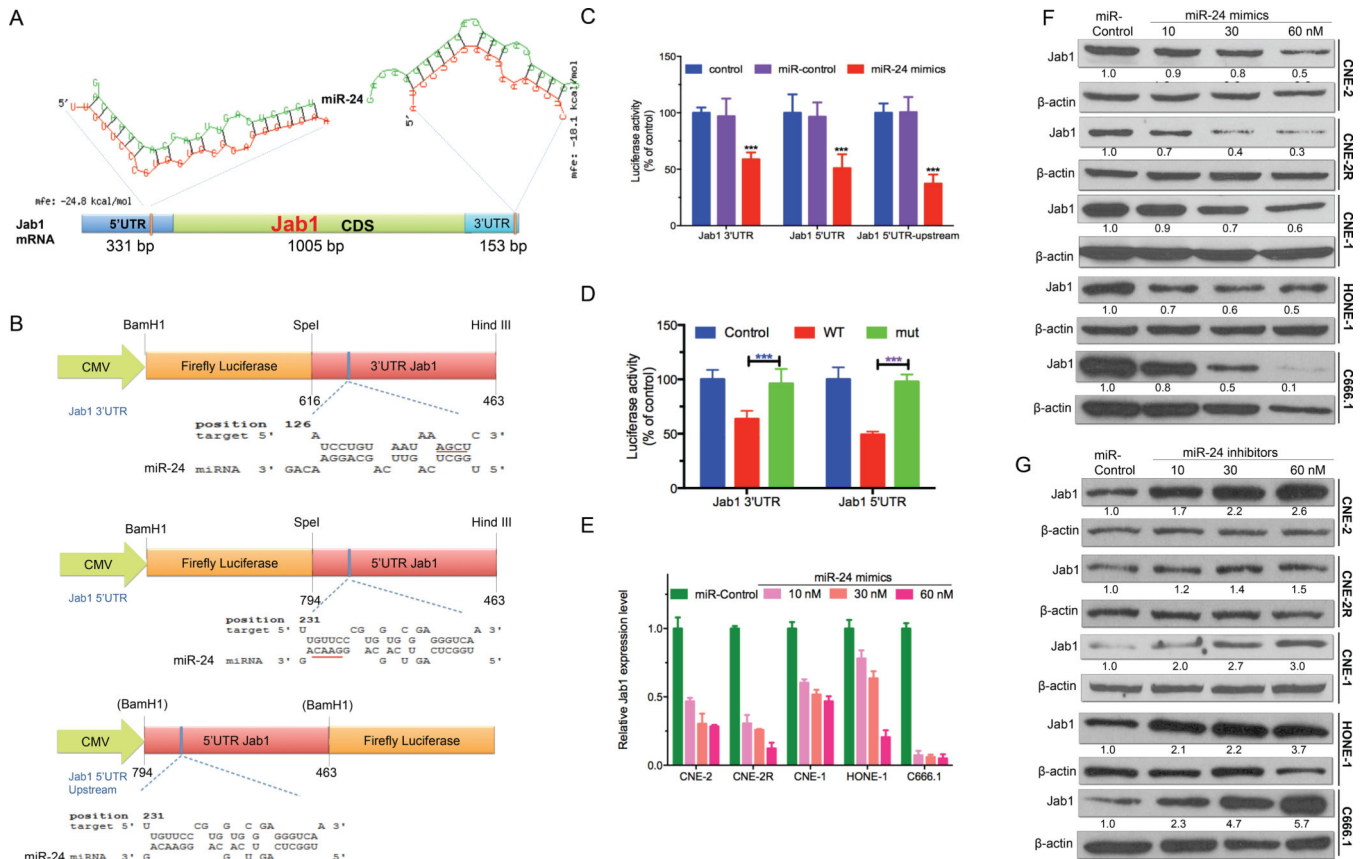 A
miR-24
5'
5'
mfe: -18.1 kcal/mol
mfe: -24.8 kcal/mol
Jab1 mRNA
5'UTR
Jab1 CDS
3'UTR
331 bp
1005 bp
153 bp
B
BamH1
SpeI
Hind III
CMV
Firefly Luciferase
3'UTR Jab1
Jab1 3'UTR
616
463
position 126
target 5' A AA C 3'
UCCUGU AAU AGCU
AGGACG UUG UCGG
miR-24 miRNA 3' GACA AC AC U 5'
BamH1
SpeI
Hind III
CMV
Firefly Luciferase
5'UTR Jab1
Jab1 5'UTR
794
463
position 231
target 5' U CG G CGA A 3'
UGUUCC UG UG G GGGUCA
ACAAGG AC AC U CUCGGU
miR-24 miRNA 3' G G U GA 5'
(BamH1)
(BamH1)
CMV
5'UTR Jab1
Firefly Luciferase
Jab1 5'UTR Upstream
794
463
position 231
target 5' U CG G CGA A 3'
UGUUCC UG UG G GGGUCA
ACAAGG AC AC U CUCGGU
miR-24 miRNA 3' G G U GA 5'
C
control
miR-control
miR-24 mimics
Luciferase activity
(% of control)
150
100
50
0
***
***
***
Jab1 3'UTR
Jab1 5'UTR
Jab1 5'UTR-upstream
D
Control
WT
mut
Luciferase activity
(% of control)
150
100
50
0
***
***
Jab1 3'UTR
Jab1 5'UTR
E
miR-24 mimics
miR-Control
10 nM
30 nM
60 nM
Relative Jab1 expression level
1.0
0.5
0.0
CNE-2
CNE-2R
CNE-1
HONE-1
C666.1
F
miR-Control
miR-24 mimics
10 30 60 nM
Jab1
1.0 0.9 0.8 0.5
β-actin
CNE-2
Jab1
1.0 0.7 0.4 0.3
β-actin
CNE-2R
Jab1
1.0 0.9 0.7 0.6
β-actin
CNE-1
Jab1
1.0 0.7 0.6 0.5
β-actin
HONE-1
Jab1
1.0 0.8 0.5 0.1
β-actin
C666.1
G
miR-Control
miR-24 inhibitors
10 30 60 nM
Jab1
1.0 1.7 2.2 2.6
β-actin
CNE-2
Jab1
1.0 1.2 1.4 1.5
β-actin
CNE-2R
Jab1
1.0 2.0 2.7 3.0
β-actin
CNE-1
Jab1
1.0 2.1 2.2 3.7
β-actin
HONE-1
Jab1
1.0 2.3 4.7 5.7
β-actin
C666.1